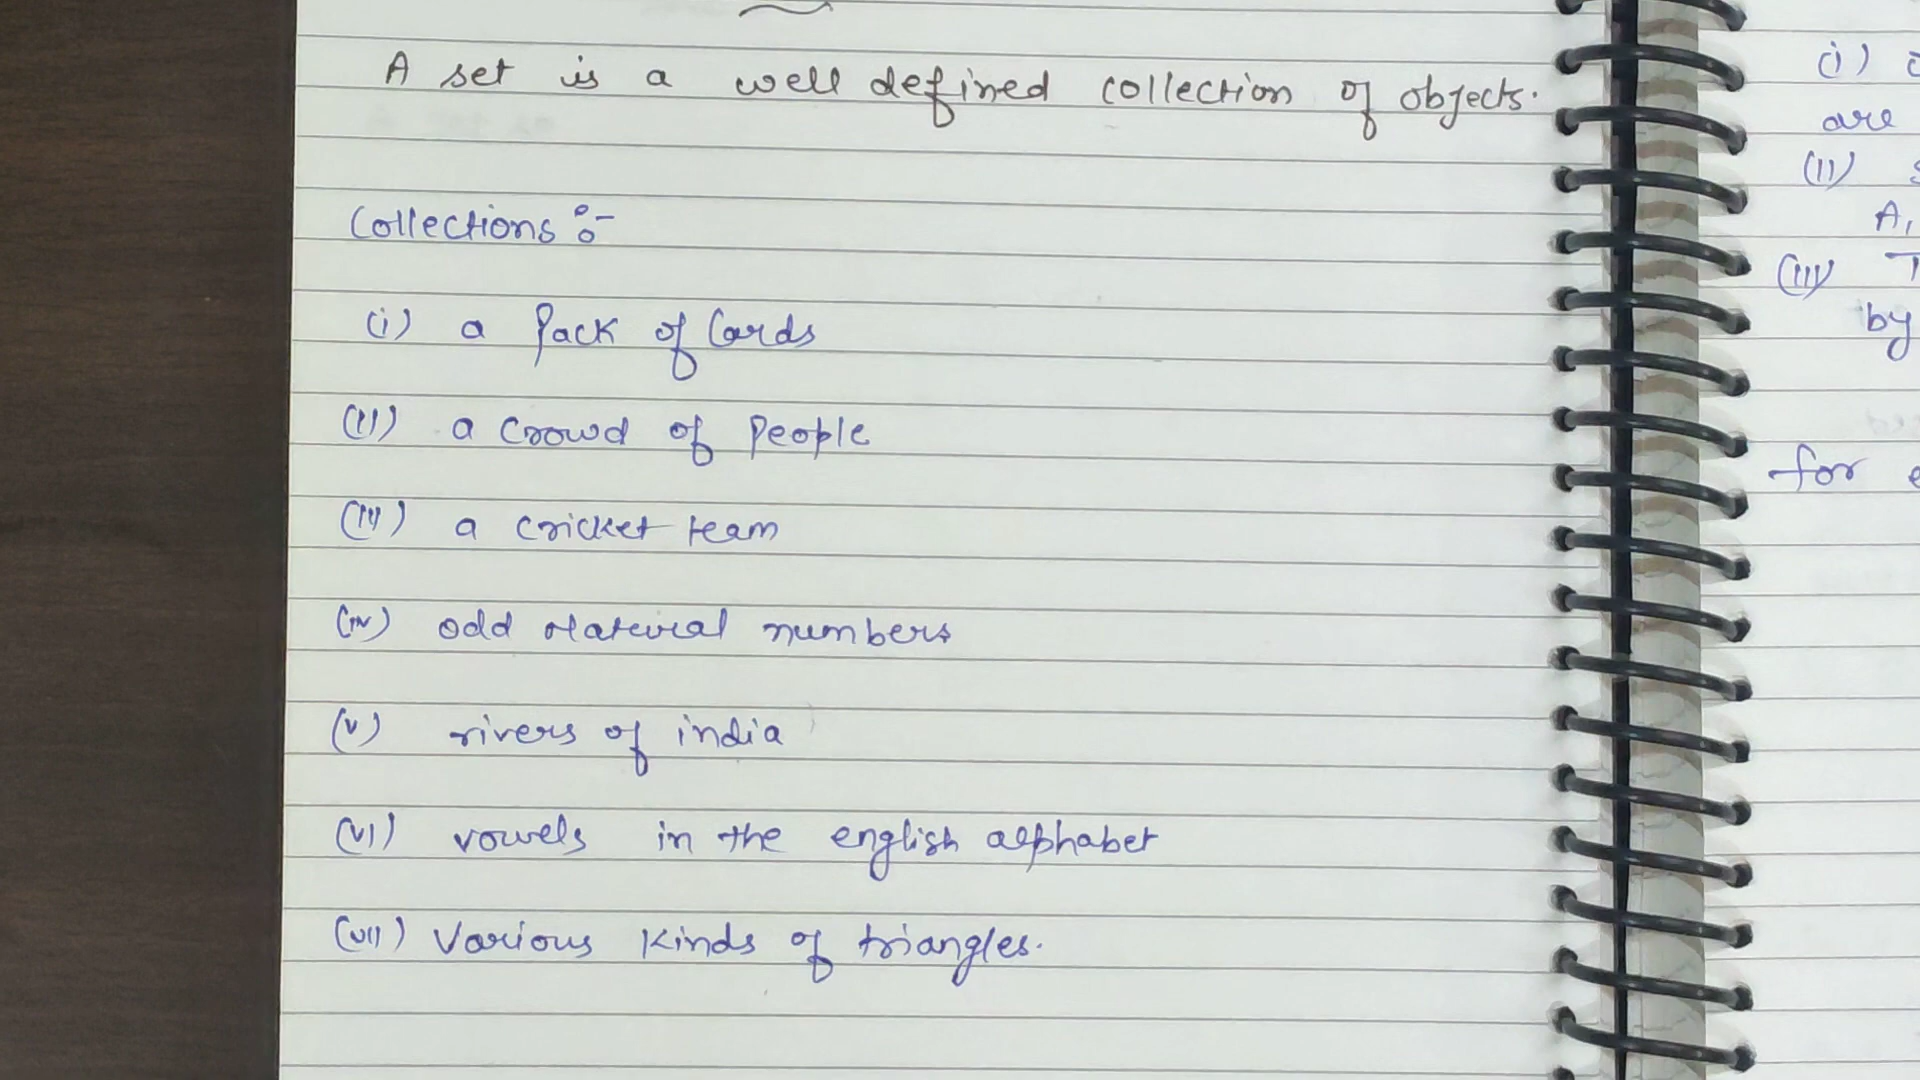 A set is a well defined collection of objects.
Collections :-
(i) a Pack of Cards
(ii) a crowd of People
(iii) a cricket team
(iv) odd natural numbers
(v) rivers of india
(vi) vowels in the english alphabet
(vii) Various Kinds of triangles.
(i)
are
(ii)
A,
(iii)
by
for